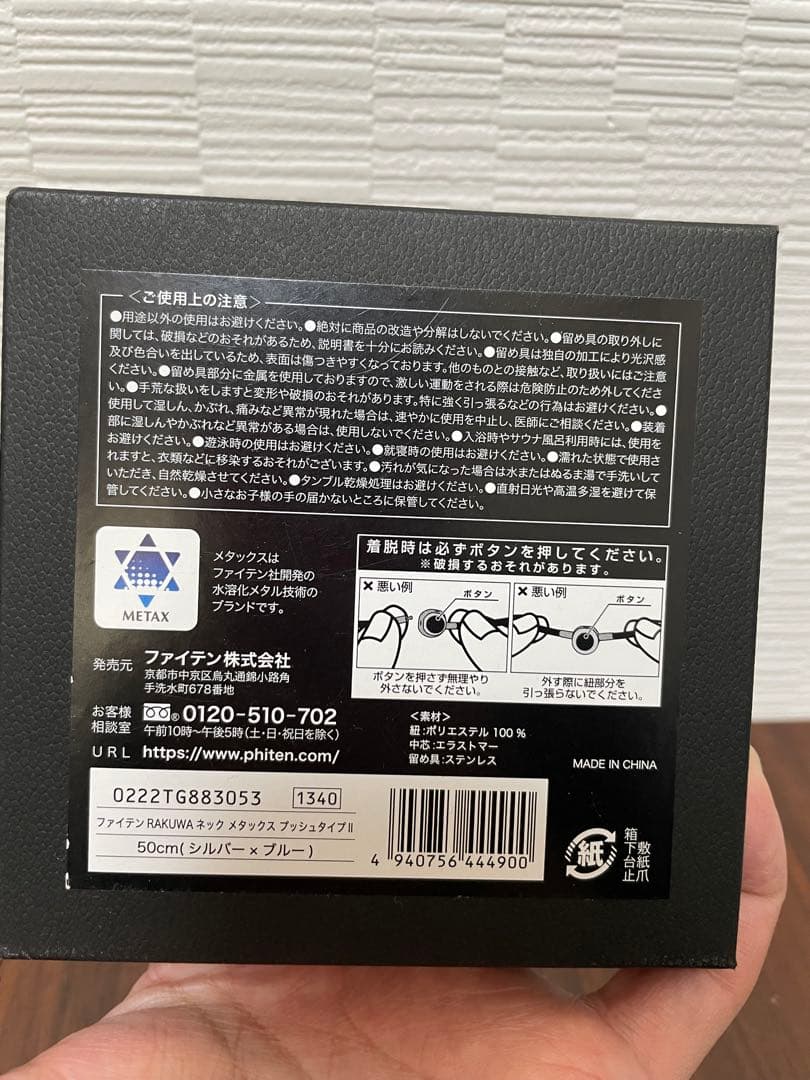 ＜ご使用上の注意＞
●用途以外の使用はお避けください。●絶対に商品の改造や分解はしないでください。●留め具の取り外しに
関しては、破損などのおそれがあるため、説明書を十分にお読みください。●留め具は独自の加工により光沢感
及び色合いを出しているため、表面は傷つきやすくなっております。他のものとの接触など、取り扱いにはご注意
ください。●留め具部分に金属を使用しておりますので、激しい運動をされる際は危険防止のため外してくださ
い。●手荒な扱いをしますと変形や破損のおそれがあります。特に強く引っ張るなどの行為はお避けください。●
使用して湿しん、かぶれ、痛みなど異常が現れた場合は、速やかに使用を中止し、医師にご相談ください。●装着
部に湿しんやかぶれなど異常がある場合は、使用しないでください。●入浴時やサウナ風呂利用時には、使用を
お避けください。●遊泳時の使用はお避けください。●就寝時の使用はお避けください。●濡れた状態で使用さ
れますと、衣類などに移染するおそれがございます。●汚れが気になった場合は水またはぬるま湯で手洗いして
いただき、自然乾燥させてください。●タンブル乾燥処理はお避けください。●直射日光や高温多湿を避けて保
管してください。●小さなお子様の手の届かないところに保管してください。
METAX
メタックスは
ファイテン社開発の
水溶化メタル技術の
ブランドです。
着脱時は必ずボタンを押してください。
※破損するおそれがあります。
×悪い例
ボタン
ボタンを押さず無理やり
外さないでください。
×悪い例
ボタン
外す際に紐部分を
引っ張らないでください。
発売元 ファイテン株式会社
京都市中京区烏丸通錦小路角
手洗水町678番地
お客様
相談室
® 0120-510-702
午前10時〜午後5時(土・日・祝日を除く)
URL https://www.phiten.com/
＜素材＞
紐:ポリエステル 100 %
中芯:エラストマー
留め具:ステンレス
MADE IN CHINA
0222TG883053 1340
ファイテン RAKUWA ネック メタックス プッシュタイプⅡ
50cm( シルバー × ブルー )
4 940756 444900
紙
箱 敷
下 紙
台 爪
止